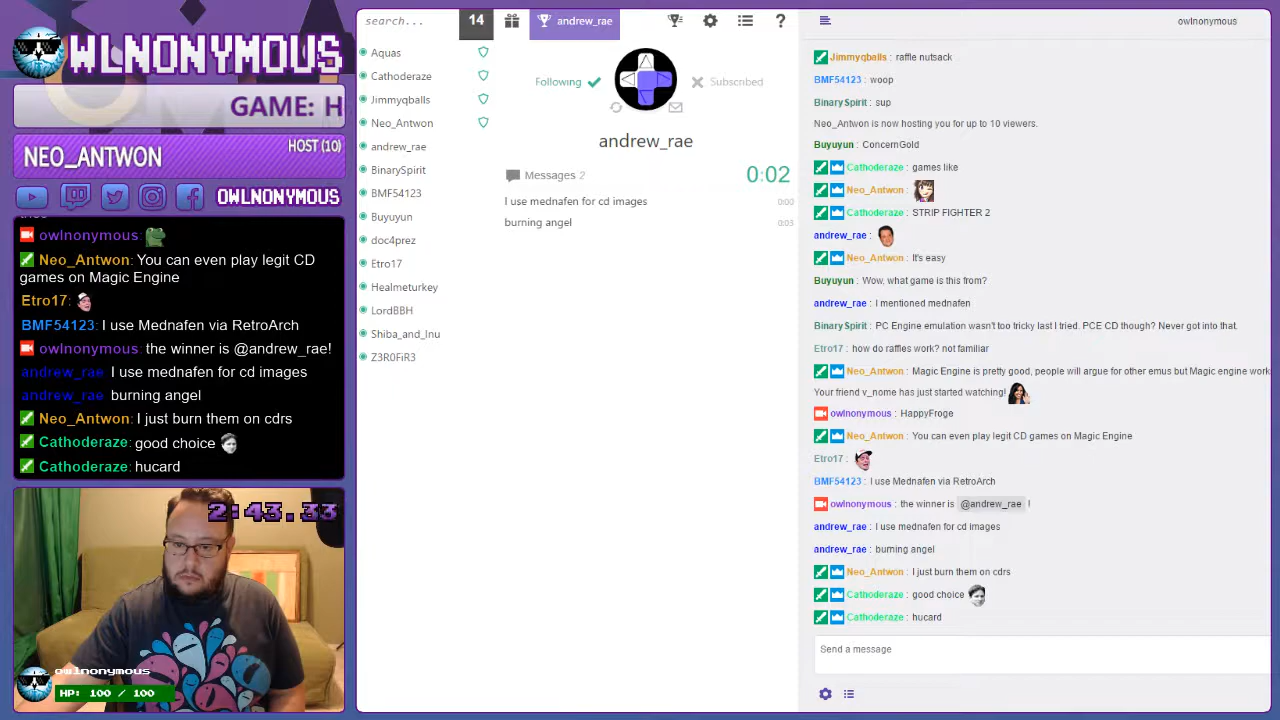 OWLNONYMOUS
GAME: H
NEO_ANTWON
HOST (10)
OWLNONYMOUS
owlnonymous:
Neo_Antwon: You can even play legit CD
games on Magic Engine
Etro17:
BMF54123: I use Mednafen via RetroArch
owlnonymous: the winner is @andrew_rae!
andrew_rae I use mednafen for cd images
andrew_rae burning angel
Neo_Antwon: I just burn them on cdrs
Cathoderaze: good choice
Cathoderaze: hucard
2:43.33
owlnonymous
HP: 100 / 100
search...
14
andrew_rae
?
Aquas
Cathoderaze
Jimmyqballs
Neo_Antwon
andrew_rae
BinarySpirit
BMF54123
Buyuyun
doc4prez
Etro17
Healmeturkey
LordBBH
Shiba_and_Inu
Z3R0FiR3
Following
Subscribed
andrew_rae
Messages 2
0:02
I use mednafen for cd images
0:00
burning angel
0:03
owlnonymous
Jimmyqballs : raffle nutsack
BMF54123 : woop
BinarySpirit : sup
Neo_Antwon is now hosting you for up to 10 viewers.
Buyuyun : ConcernGold
Cathoderaze : games like
Neo_Antwon :
Cathoderaze : STRIP FIGHTER 2
andrew_rae :
Neo_Antwon : It's easy
Buyuyun : Wow, what game is this from?
andrew_rae : I mentioned mednafen
BinarySpirit : PC Engine emulation wasn't too tricky last I tried. PCE CD though? Never got into that.
Etro17 : how do raffles work? not familiar
Neo_Antwon : Magic Engine is pretty good, people will argue for other emus but Magic engine work
Your friend v_nome has just started watching!
owlnonymous : HappyFroge
Neo_Antwon : You can even play legit CD games on Magic Engine
Etro17 :
BMF54123 : I use Mednafen via RetroArch
owlnonymous : the winner is @andrew_rae !
andrew_rae : I use mednafen for cd images
andrew_rae : burning angel
Neo_Antwon : I just burn them on cdrs
Cathoderaze : good choice
Cathoderaze : hucard
Send a message